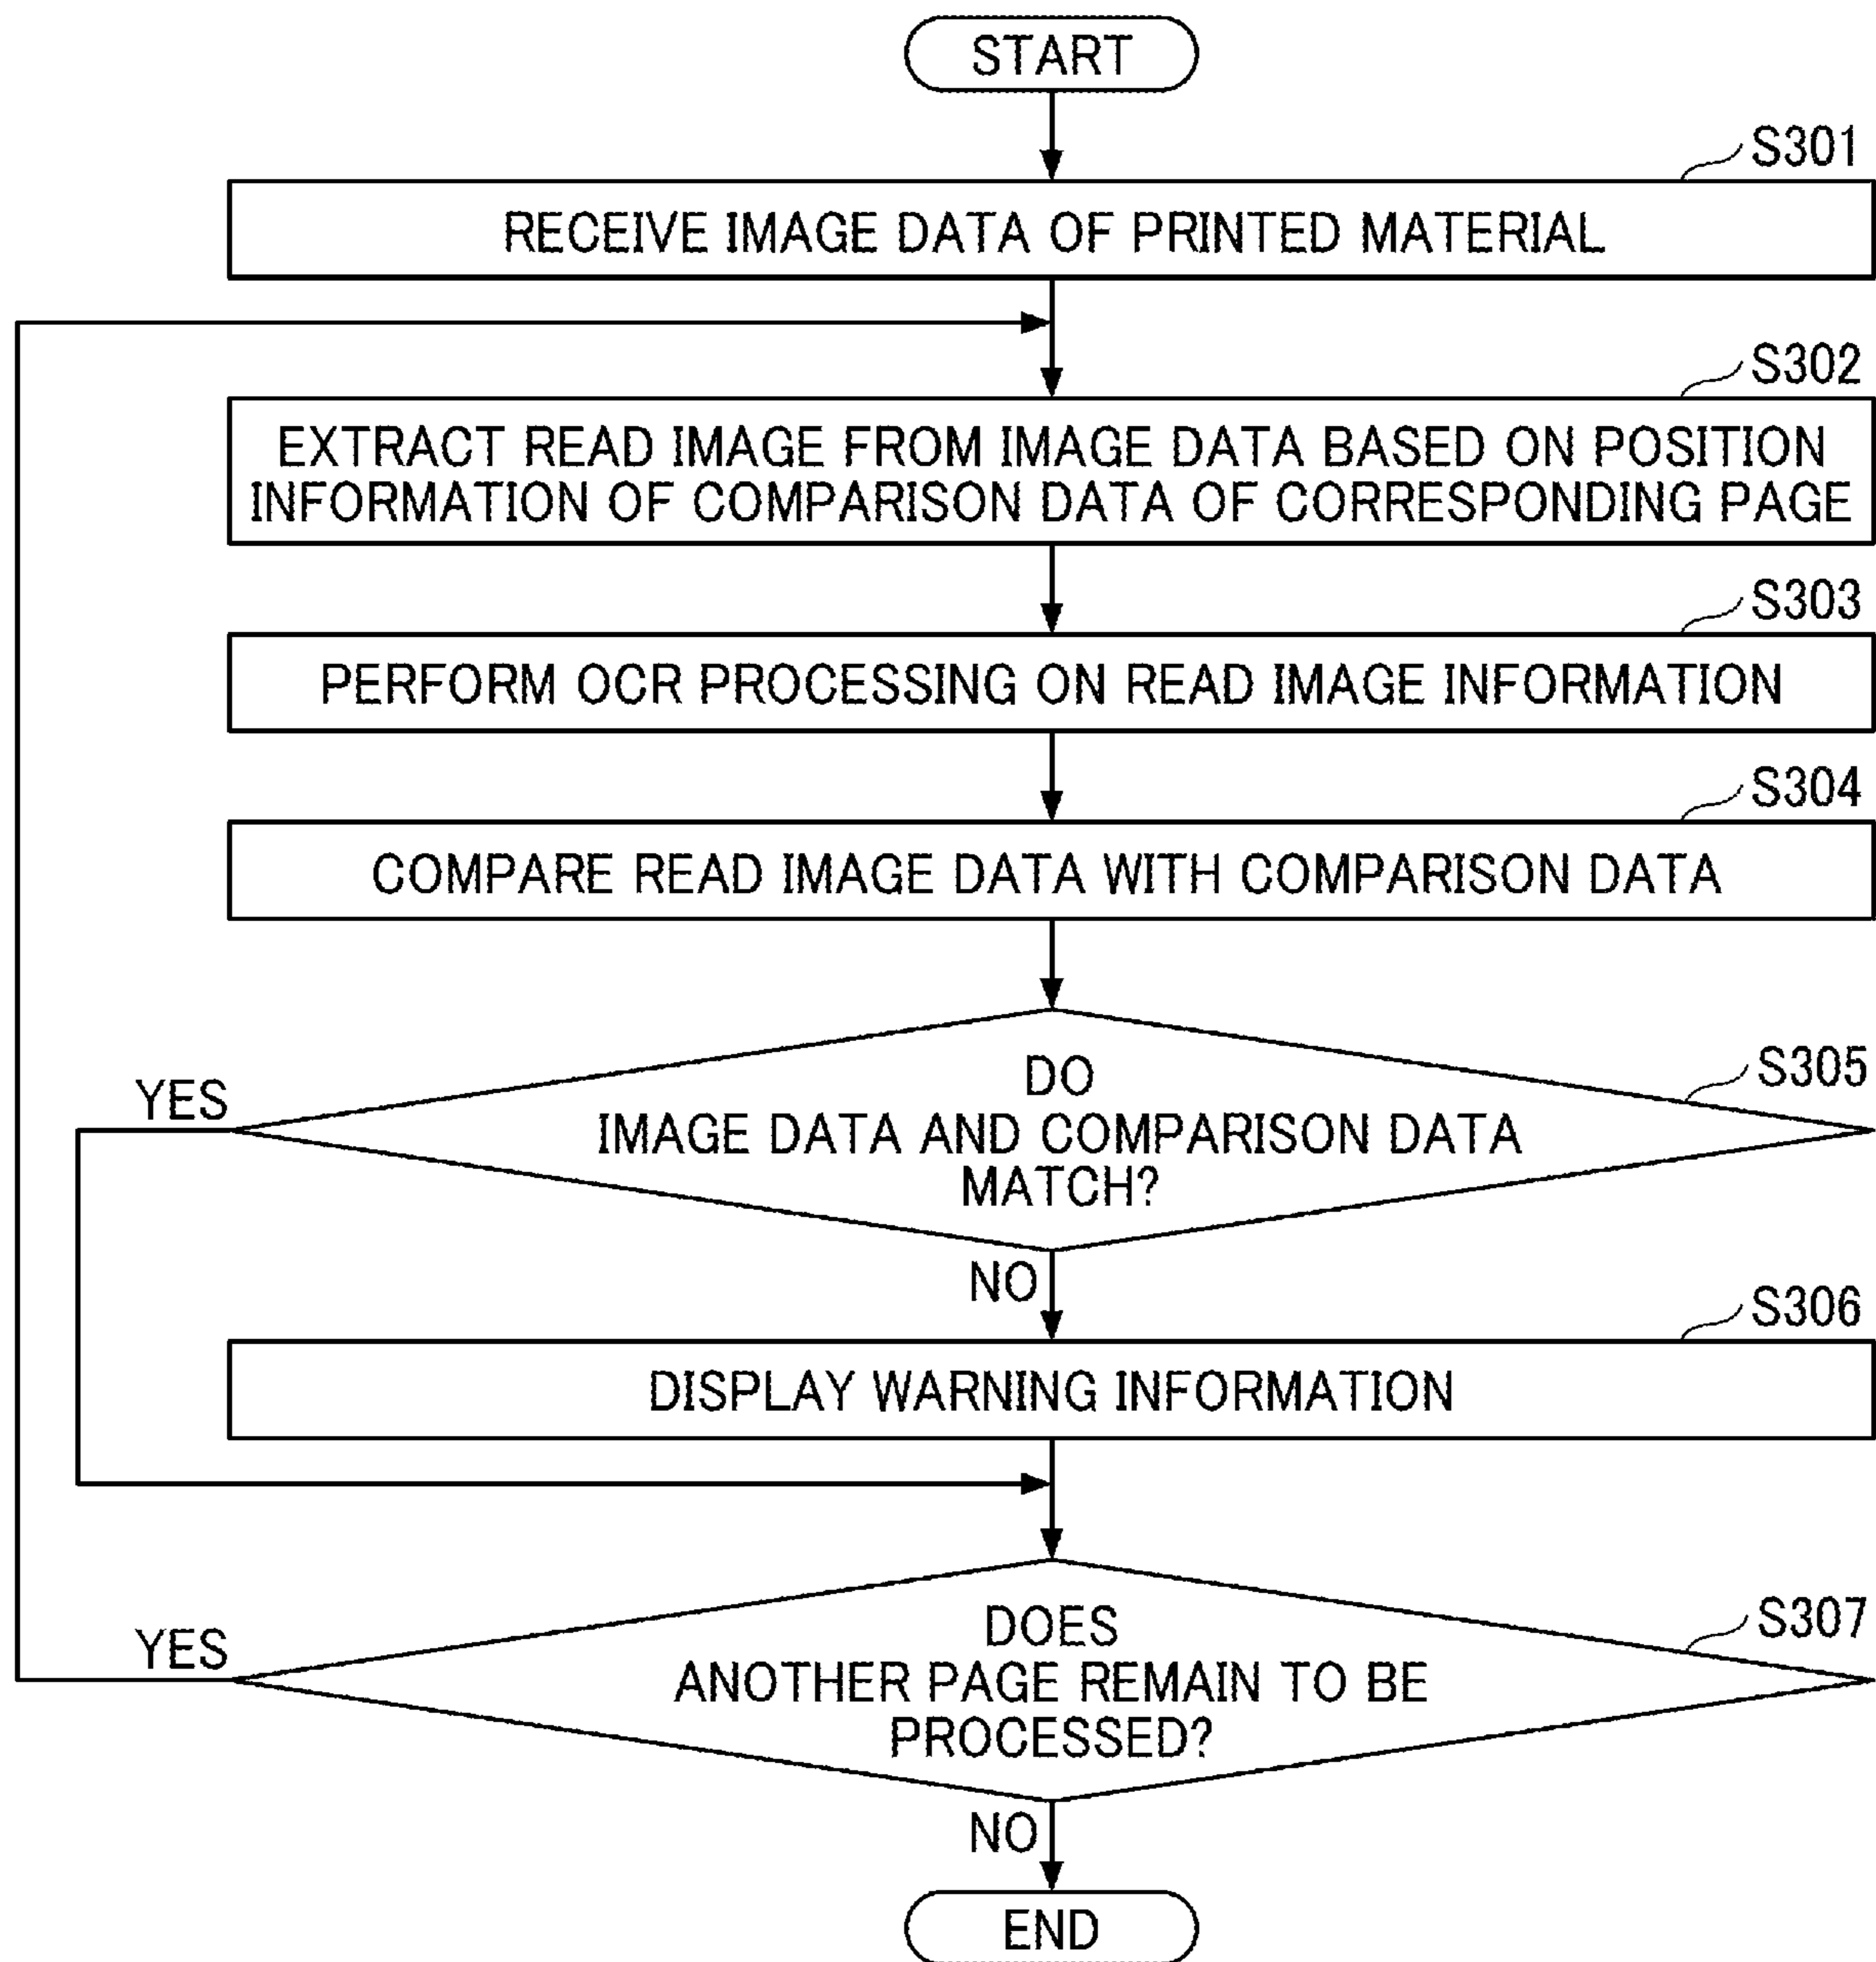 START
S301
RECEIVE IMAGE DATA OF PRINTED MATERIAL
S302
EXTRACT READ IMAGE FROM IMAGE DATA BASED ON POSITION
INFORMATION OF COMPARISON DATA OF CORRESPONDING PAGE
S303
PERFORM OCR PROCESSING ON READ IMAGE INFORMATION
S304
COMPARE READ IMAGE DATA WITH COMPARISON DATA
S305
DO
IMAGE DATA AND COMPARISON DATA
MATCH?
YES
NO
S306
DISPLAY WARNING INFORMATION
S307
DOES
ANOTHER PAGE REMAIN TO BE
PROCESSED?
YES
NO
END